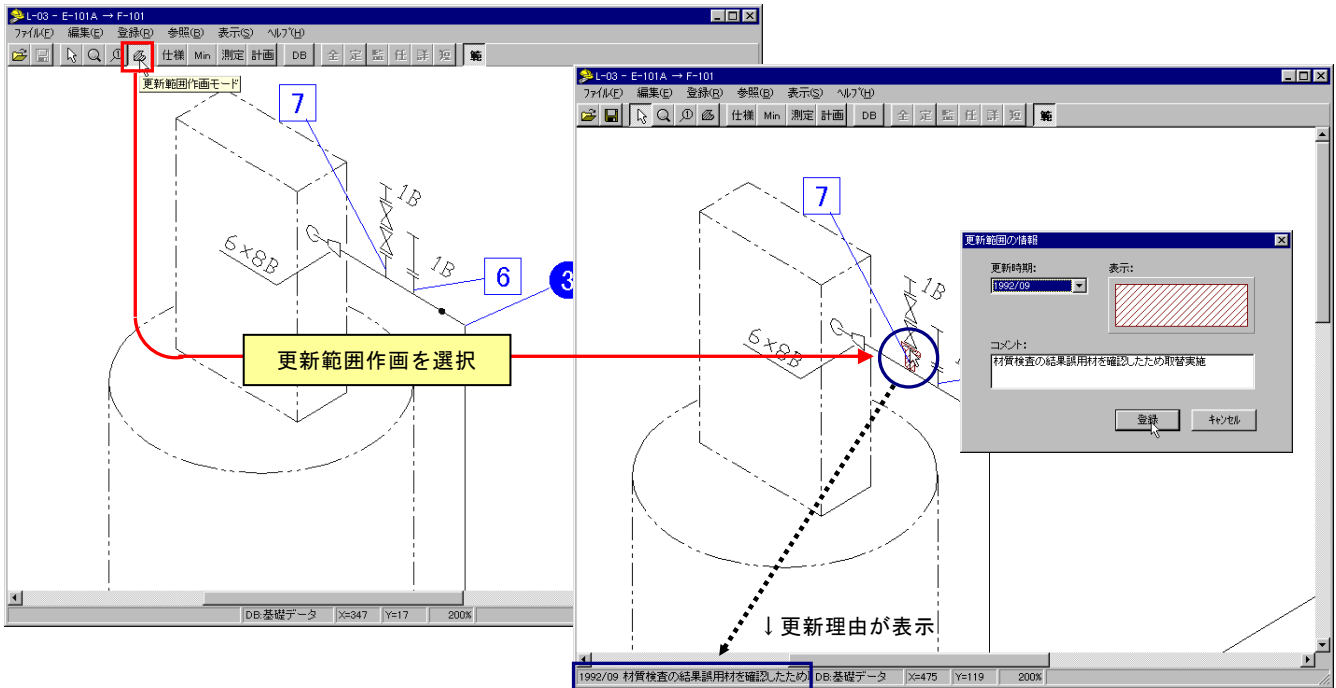 L-03 - E-101A → F-101
ﾌｧｲﾙ(F) 編集(E) 登録(R) 参照(B) 表示(S) ﾍﾙﾌﾟ(H)
仕様 Min 測定 計画 DB 全 定 監 任 詳 短 範
更新範囲作画モード
7
1B
6×8B
1B
6
3
更新範囲作画を選択
DB:基礎データ X=347 Y=17 200%
L-03 - E-101A → F-101
ﾌｧｲﾙ(F) 編集(E) 登録(R) 参照(B) 表示(S) ﾍﾙﾌﾟ(H)
仕様 Min 測定 計画 DB 全 定 監 任 詳 短 範
7
1B
6×8B
更新範囲の情報
更新時期:
表示:
1992/09
コメント:
材質検査の結果誤用材を確認したため取替実施
登録 ｷｬﾝｾﾙ
↓更新理由が表示
1992/09 材質検査の結果誤用材を確認したため DB:基礎データ X=475 Y=119 200%